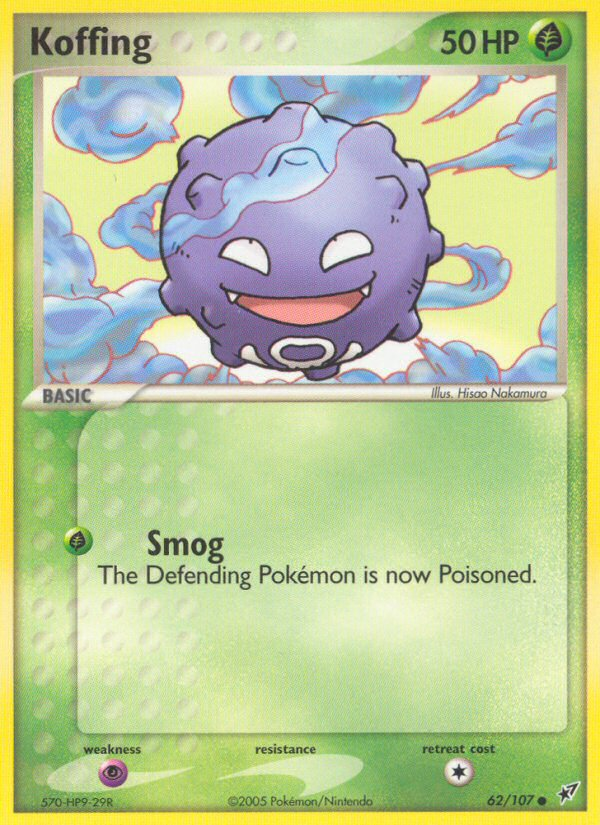 Koffing
50 HP
BASIC
Illus. Hisao Nakamura
Smog
The Defending Pokémon is now Poisoned.
weakness
resistance
retreat cost
570-HP9-29R
©2005 Pokémon/Nintendo
62/107